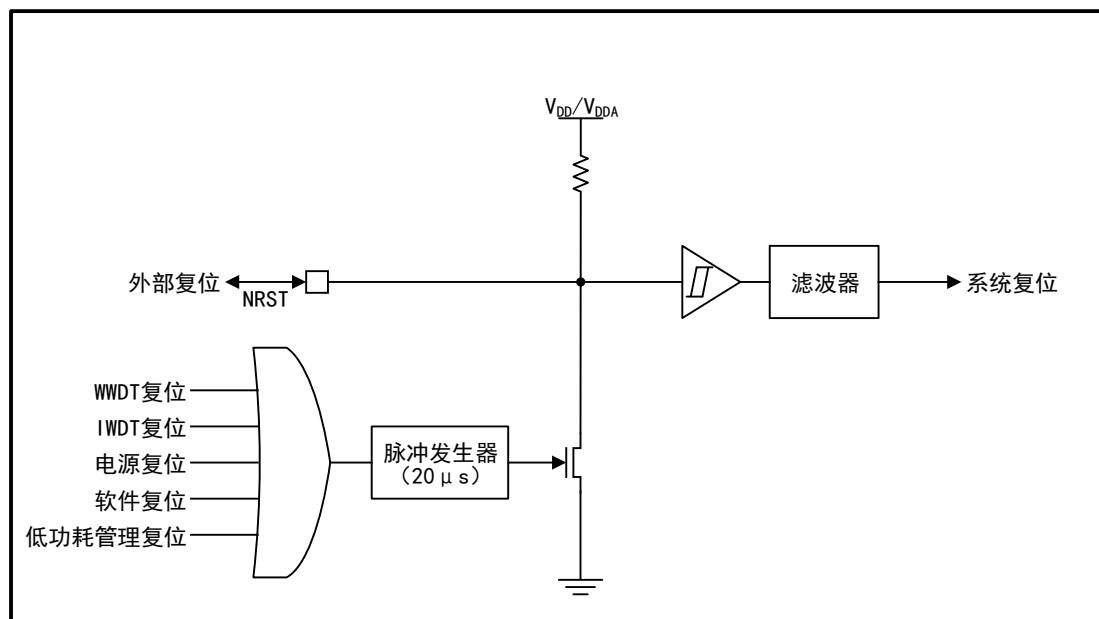 VDD/VDDA
外部复位
NRST
滤波器
系统复位
WWDT复位
IWDT复位
电源复位
软件复位
低功耗管理复位
脉冲发生器
(20μs)